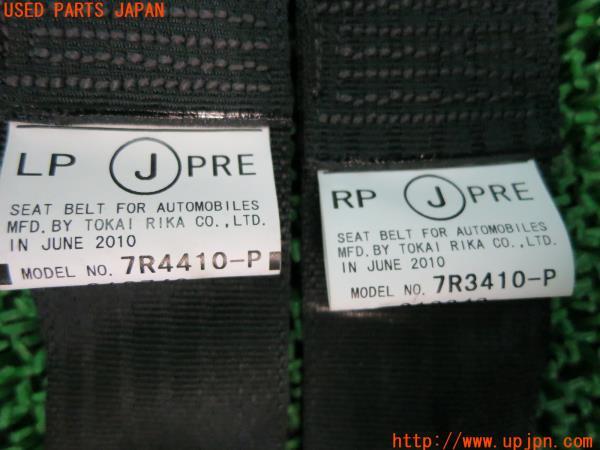 USED PARTS JAPAN
LP J PRE
SEAT BELT FOR AUTOMOBILES
MFD. BY TOKAI RIKA CO.,LTD.
IN JUNE 2010
MODEL NO. 7R4410-P
RP J PRE
SEAT BELT FOR AUTOMOBILES
MFD. BY TOKAI RIKA CO.,LTD.
IN JUNE 2010
MODEL NO. 7R3410-P
http://www.upjpn.com/